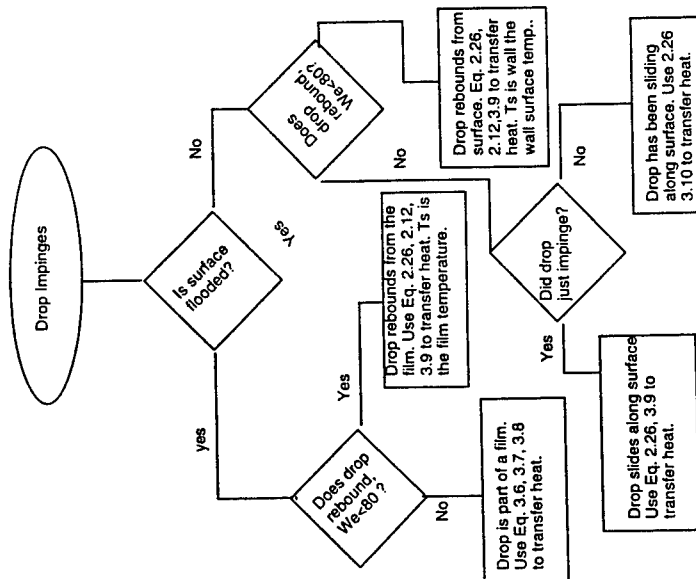 Drop Impinges
Is surface
flooded?
yes
No
Does drop
rebound,
We<80 ?
Yes
No
Drop rebounds from the
film. Use Eq. 2.26, 2.12,
3.9 to transfer heat. Ts is
the film temperature.
Drop is part of a film.
Use Eq. 3.6, 3.7, 3.8
to transfer heat.
Does
drop
rebound,
We<80?
Yes
No
Drop rebounds from
surface. Eq. 2.26,
2.12,3.9 to transfer
heat. Ts is wall the
wall surface temp..
Did drop
just impinge?
Yes
No
Drop slides along surface
Use Eq. 2.26, 3.9 to
transfer heat.
Drop has been sliding
along surface. Use 2.26
3.10 to transfer heat.